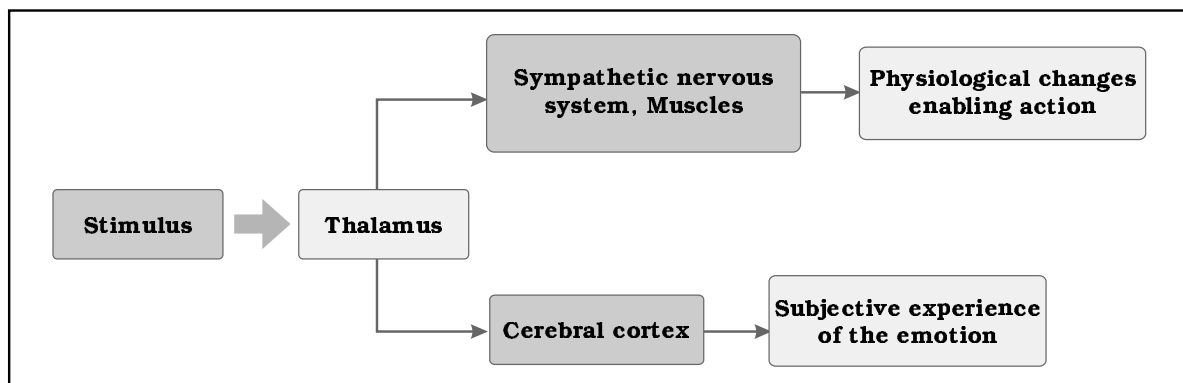 Sympathetic nervous
system, Muscles
Physiological changes
enabling action
Stimulus
Thalamus
Cerebral cortex
Subjective experience
of the emotion